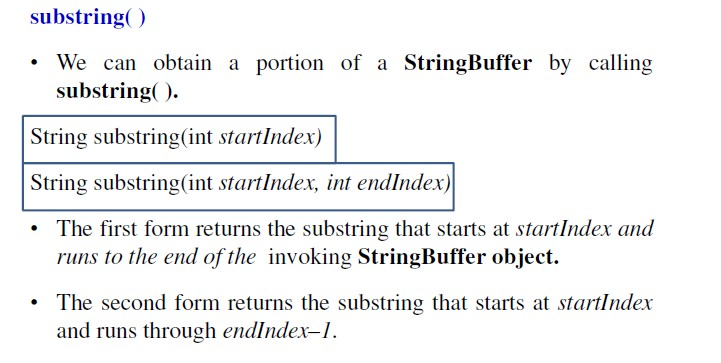 substring( )
• We can obtain a portion of a StringBuffer by calling
substring( ).
String substring(int startIndex)
String substring(int startIndex, int endIndex)
• The first form returns the substring that starts at startIndex and
runs to the end of the invoking StringBuffer object.
• The second form returns the substring that starts at startIndex
and runs through endIndex–1.